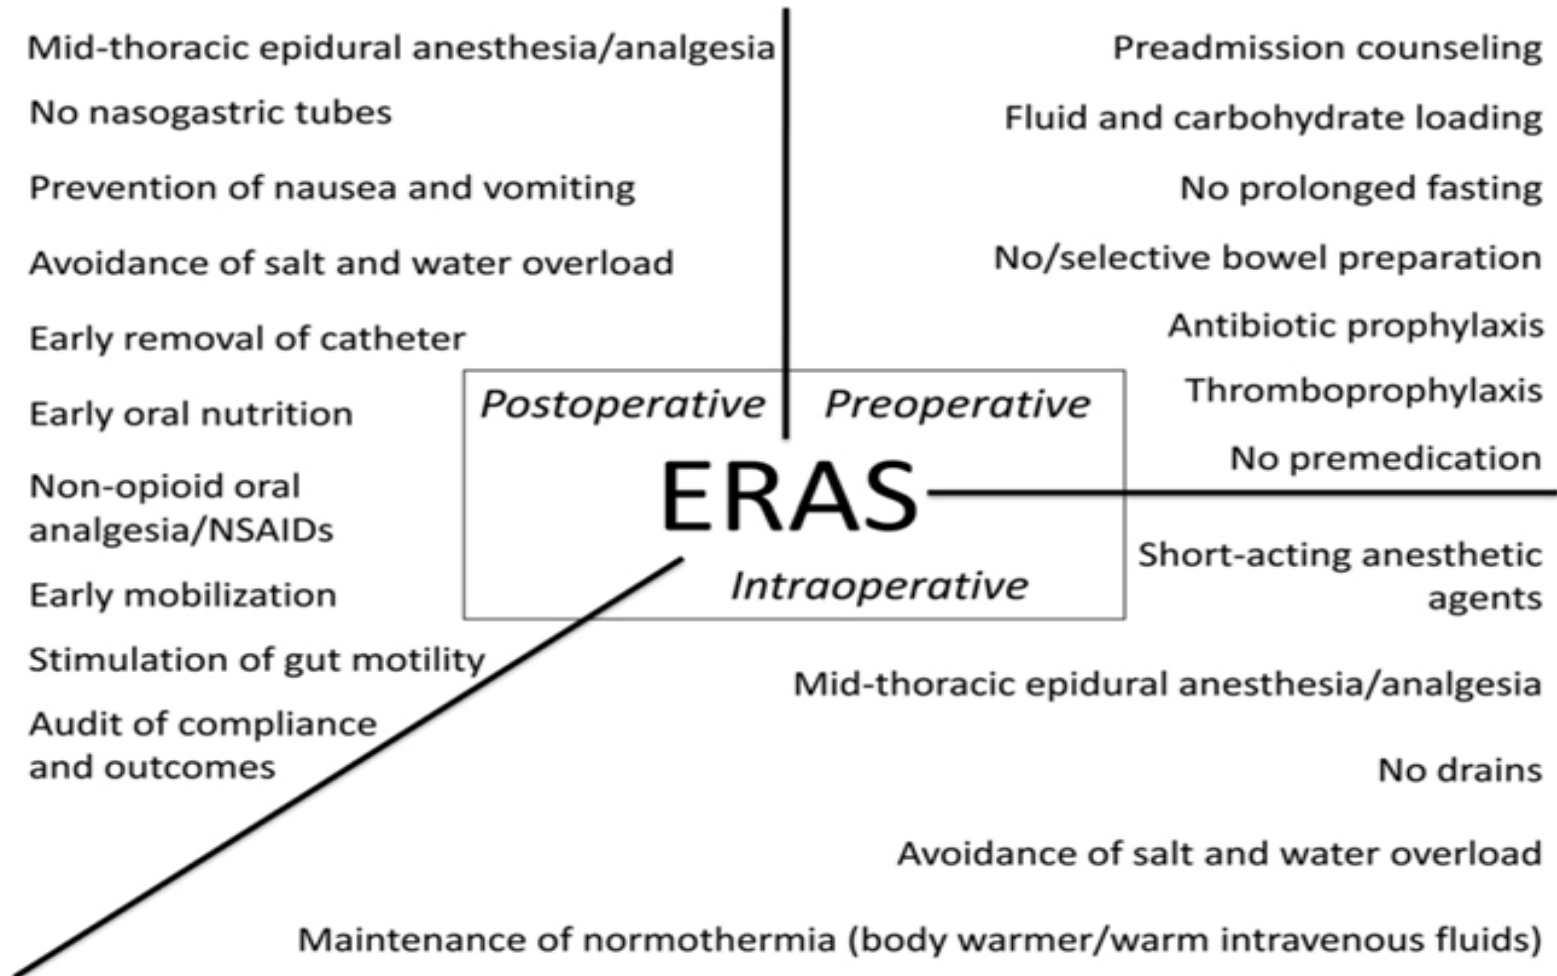 Mid-thoracic epidural anesthesia/analgesia
No nasogastric tubes
Prevention of nausea and vomiting
Avoidance of salt and water overload
Early removal of catheter
Early oral nutrition
Non-opioid oral
analgesia/NSAIDs
Early mobilization
Stimulation of gut motility
Audit of compliance
and outcomes
Postoperative
Preoperative
ERAS
Intraoperative
Preadmission counseling
Fluid and carbohydrate loading
No prolonged fasting
No/selective bowel preparation
Antibiotic prophylaxis
Thromboprophylaxis
No premedication
Short-acting anesthetic
agents
Mid-thoracic epidural anesthesia/analgesia
No drains
Avoidance of salt and water overload
Maintenance of normothermia (body warmer/warm intravenous fluids)